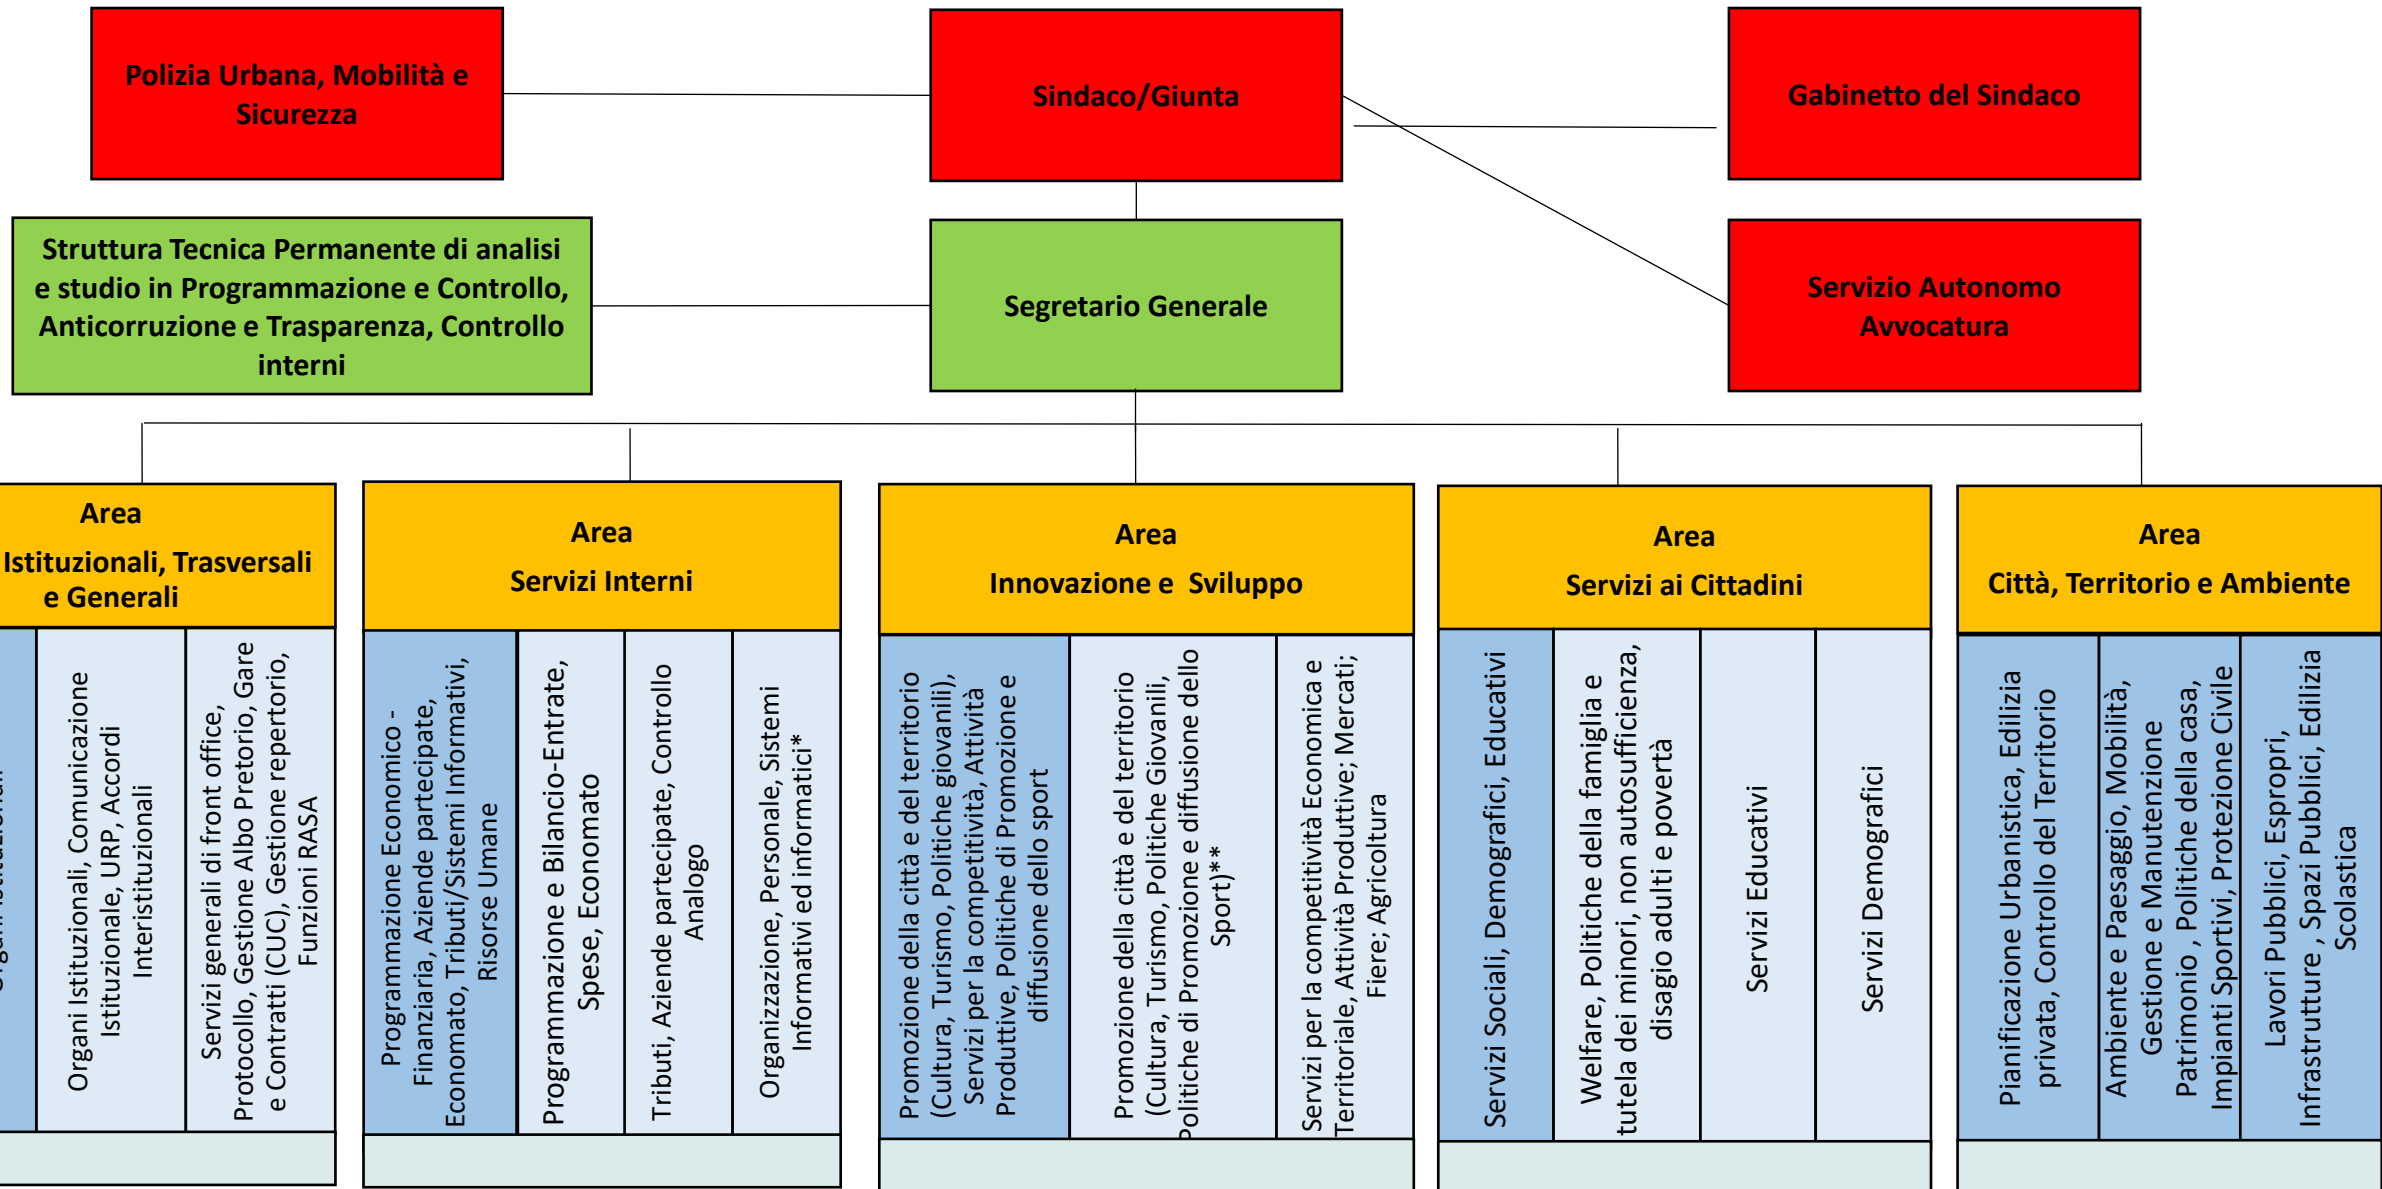 Polizia Urbana, Mobilità e
Sicurezza
Sindaco/Giunta
Gabinetto del Sindaco
Struttura Tecnica Permanente di analisi
e studio in Programmazione e Controllo,
Anticorruzione e Trasparenza, Controllo
interni
Segretario Generale
Servizio Autonomo
Avvocatura
Area
Istituzionali, Trasversali
e Generali
Organi Istituzionali, Comunicazione
Istituzionale, URP, Accordi
Interistituzionali
Servizi generali di front office,
Protocollo, Gestione Albo Pretorio, Gare
e Contratti (CUC), Gestione repertorio,
Funzioni RASA
Area
Servizi Interni
Programmazione Economico -
Finanziaria, Aziende partecipate,
Economato, Tributi/Sistemi Informativi,
Risorse Umane
Programmazione e Bilancio-Entrate,
Spese, Economato
Tributi, Aziende partecipate, Controllo
Analogo
Organizzazione, Personale, Sistemi
Informativi ed informatici*
Area
Innovazione e  Sviluppo
Promozione della città e del territorio
(Cultura, Turismo, Politiche giovanili),
Servizi per la competitività, Attività
Produttive, Politiche di Promozione e
diffusione dello sport
Promozione della città e del territorio
(Cultura, Turismo, Politiche Giovanili,
Politiche di Promozione e diffusione dello
Sport)**
Servizi per la competitività Economica e
Territoriale, Attività Produttive; Mercati;
Fiere; Agricoltura
Area
Servizi ai Cittadini
Servizi Sociali, Demografici, Educativi
Welfare, Politiche della famiglia e
tutela dei minori, non autosufficienza,
disagio adulti e povertà
Servizi Educativi
Servizi Demografici
Area
Città, Territorio e Ambiente
Pianificazione Urbanistica, Edilizia
privata, Controllo del Territorio
Ambiente e Paesaggio, Mobilità,
Gestione e Manutenzione
Patrimonio , Politiche della casa,
Impianti Sportivi, Protezione Civile
Lavori Pubblici, Espropri,
Infrastrutture , Spazi Pubblici, Edilizia
Scolastica